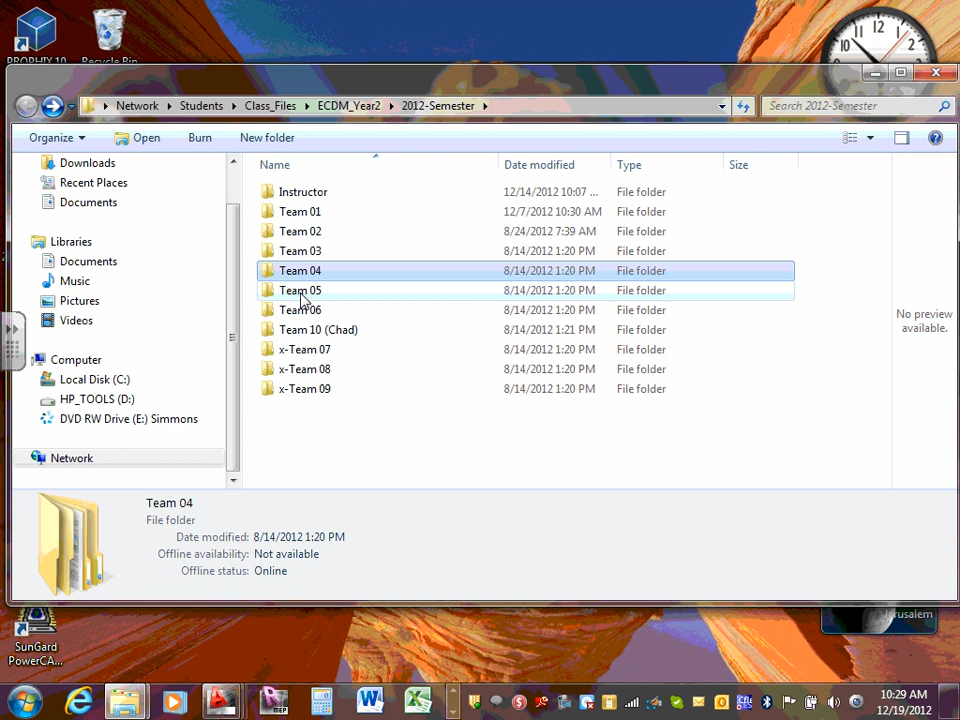 PROPHIX 10
Recycle Bin
12
11
10
2
Network
Students
Class_Files
ECDM_Year2
2012-Semester
Search 2012-Semester
Organize
Open
Burn
New folder
Name
Date modified
Type
Size
Downloads
Recent Places
Documents
Libraries
Documents
Music
Pictures
Videos
Computer
Local Disk (C:)
HP_TOOLS (D:)
DVD RW Drive (E:) Simmons
Network
Instructor 12/14/2012 10:07 ... File folder
Team 01 12/7/2012 10:30 AM File folder
Team 02 8/24/2012 7:39 AM File folder
Team 03 8/14/2012 1:20 PM File folder
Team 04 8/14/2012 1:20 PM File folder
Team 05 8/14/2012 1:20 PM File folder
Team 06 8/14/2012 1:20 PM File folder
Team 10 (Chad) 8/14/2012 1:21 PM File folder
x-Team 07 8/14/2012 1:20 PM File folder
x-Team 08 8/14/2012 1:20 PM File folder
x-Team 09 8/14/2012 1:20 PM File folder
No preview
available.
Team 04
File folder
Date modified: 8/14/2012 1:20 PM
Offline availability: Not available
Offline status: Online
SunGard
PowerCA...
Jerusalem
10:29 AM
12/19/2012